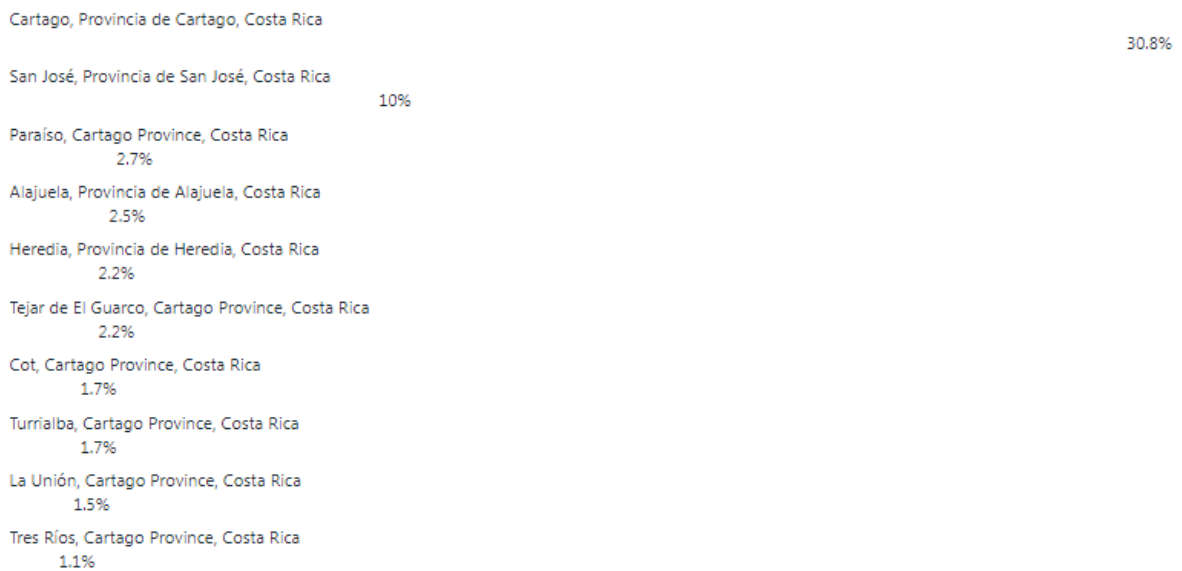 Cartago, Provincia de Cartago, Costa Rica
30.8%
San José, Provincia de San José, Costa Rica
10%
Paraíso, Cartago Province, Costa Rica
2.7%
Alajuela, Provincia de Alajuela, Costa Rica
2.5%
Heredia, Provincia de Heredia, Costa Rica
2.2%
Tejar de El Guarco, Cartago Province, Costa Rica
2.2%
Cot, Cartago Province, Costa Rica
1.7%
Turrialba, Cartago Province, Costa Rica
1.7%
La Unión, Cartago Province, Costa Rica
1.5%
Tres Ríos, Cartago Province, Costa Rica
1.1%